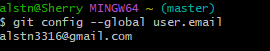 alstn@Sherry MINGW64 ~ (master)
$ git config --global user.email
alstn3316@gmail.com